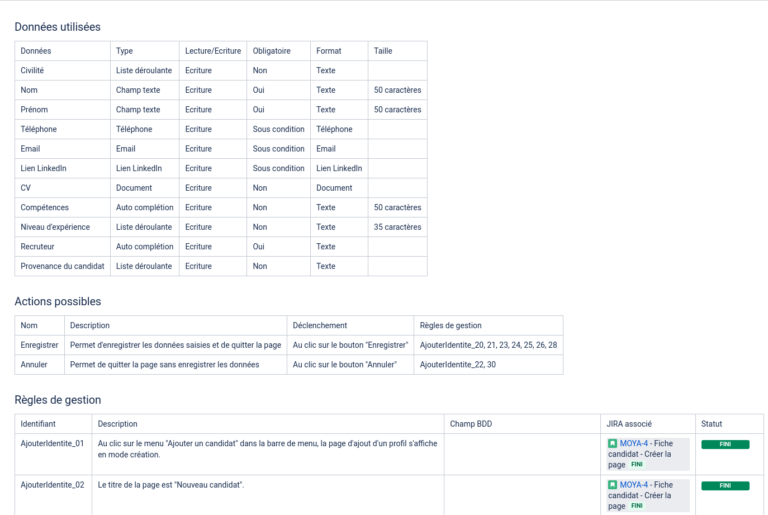 Données utilisées
Données Type Lecture/Ecriture Obligatoire Format Taille
Civilité Liste déroulante Ecriture Non Texte
Nom Champ texte Ecriture Oui Texte 50 caractères
Prénom Champ texte Ecriture Oui Texte 50 caractères
Téléphone Téléphone Ecriture Sous condition Téléphone
Email Email Ecriture Sous condition Email
Lien LinkedIn Lien LinkedIn Ecriture Sous condition Lien LinkedIn
CV Document Ecriture Non Document
Compétences Auto complétion Ecriture Non Texte 50 caractères
Niveau d'expérience Liste déroulante Ecriture Non Texte 35 caractères
Recruteur Auto complétion Ecriture Oui Texte
Provenance du candidat Liste déroulante Ecriture Non Texte
Actions possibles
Nom Description Déclenchement Règles de gestion
Enregistrer Permet d'enregistrer les données saisies et de quitter la page Au clic sur le bouton "Enregistrer" AjouterIdentite_20, 21, 23, 24, 25, 26, 28
Annuler Permet de quitter la page sans enregistrer les données Au clic sur le bouton "Annuler" AjouterIdentite_22, 30
Règles de gestion
Identifiant Description Champ BDD JIRA associé Statut
AjouterIdentite_01 Au clic sur le menu "Ajouter un candidat" dans la barre de menu, la page d'ajout d'un profil s'affiche MOYA-4 - Fiche FINI
en mode création. candidat - Créer la
page FINI
AjouterIdentite_02 Le titre de la page est "Nouveau candidat". MOYA-4 - Fiche FINI
candidat - Créer la
page FINI